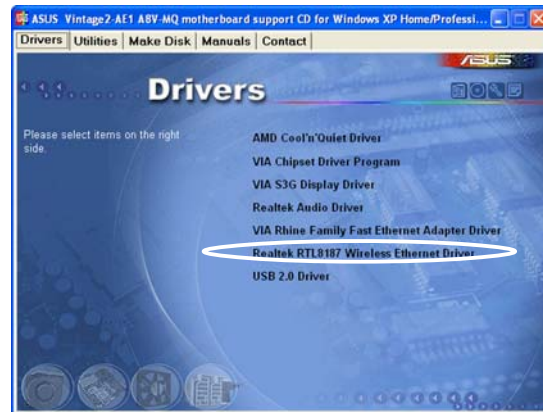 ASUS Vintage2-AE1 A8V-MQ motherboard support CD for Windows XP Home/Professi...
Drivers Utilities Make Disk Manuals Contact
/SUS
Drivers
Please select items on the right
side.
AMD Cool'n'Quiet Driver
VIA Chipset Driver Program
VIA S3G Display Driver
Realtek Audio Driver
VIA Rhine Family Fast Ethernet Adapter Driver
Realtek RTL8187 Wireless Ethernet Driver
USB 2.0 Driver